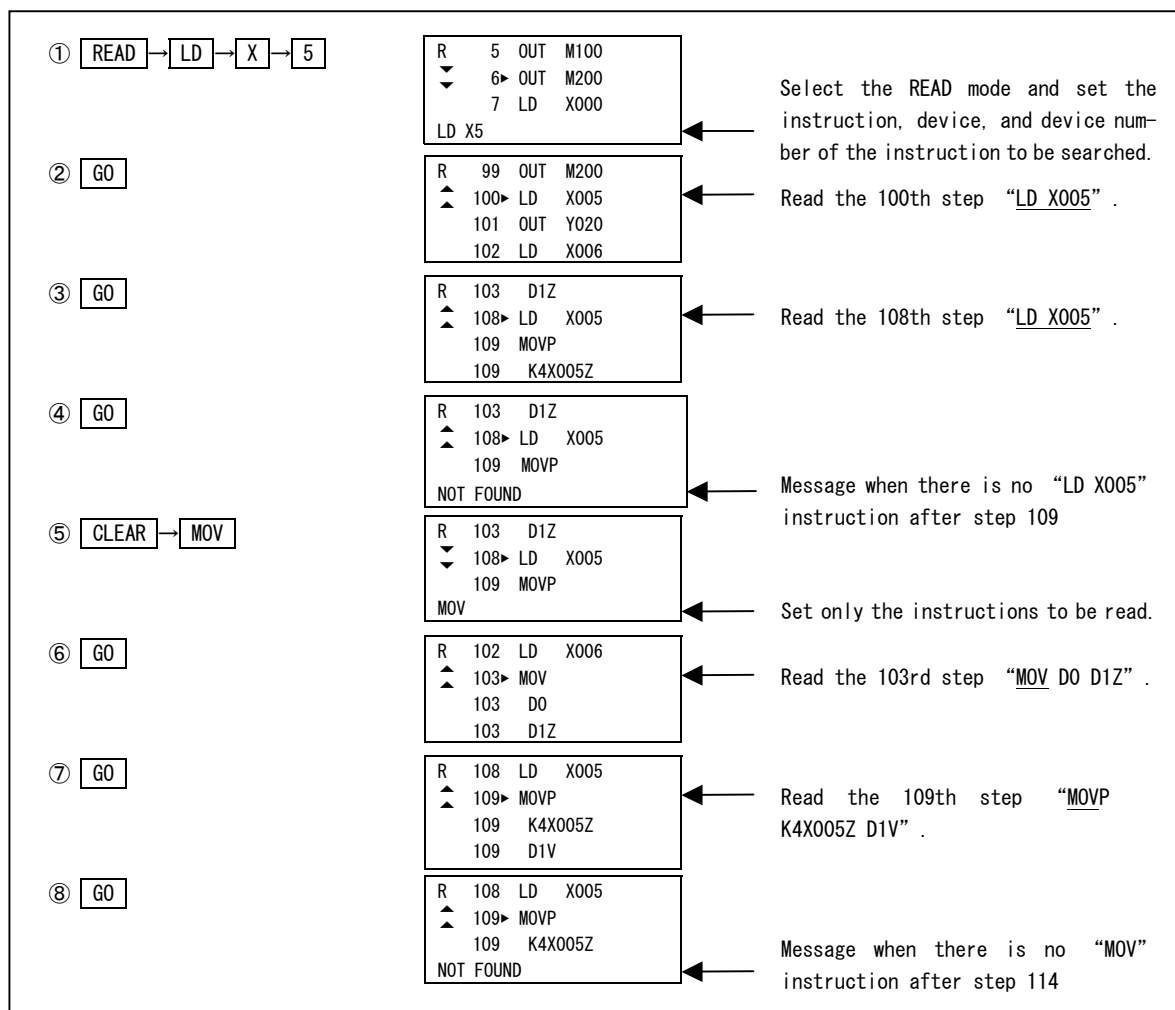 ① READ→LD→X→5
R 5 OUT M100
6► OUT M200
7 LD X000
LD X5
Select the READ mode and set the
instruction, device, and device num-
ber of the instruction to be searched.
② GO
R 99 OUT M200
100► LD X005
101 OUT Y020
102 LD X006
Read the 100th step “LD X005”.
③ GO
R 103 D1Z
108► LD X005
109 MOVP
109 K4X005Z
Read the 108th step “LD X005”.
④ GO
R 103 D1Z
108► LD X005
109 MOVP
NOT FOUND
Message when there is no “LD X005”
instruction after step 109
⑤ CLEAR→MOV
R 103 D1Z
108► LD X005
109 MOVP
MOV
Set only the instructions to be read.
⑥ GO
R 102 LD X006
103► MOV
103 D0
103 D1Z
Read the 103rd step “MOV D0 D1Z”.
⑦ GO
R 108 LD X005
109► MOVP
109 K4X005Z
109 D1V
Read the 109th step “MOVP
K4X005Z D1V”.
⑧ GO
R 108 LD X005
109► MOVP
109 K4X005Z
NOT FOUND
Message when there is no “MOV”
instruction after step 114